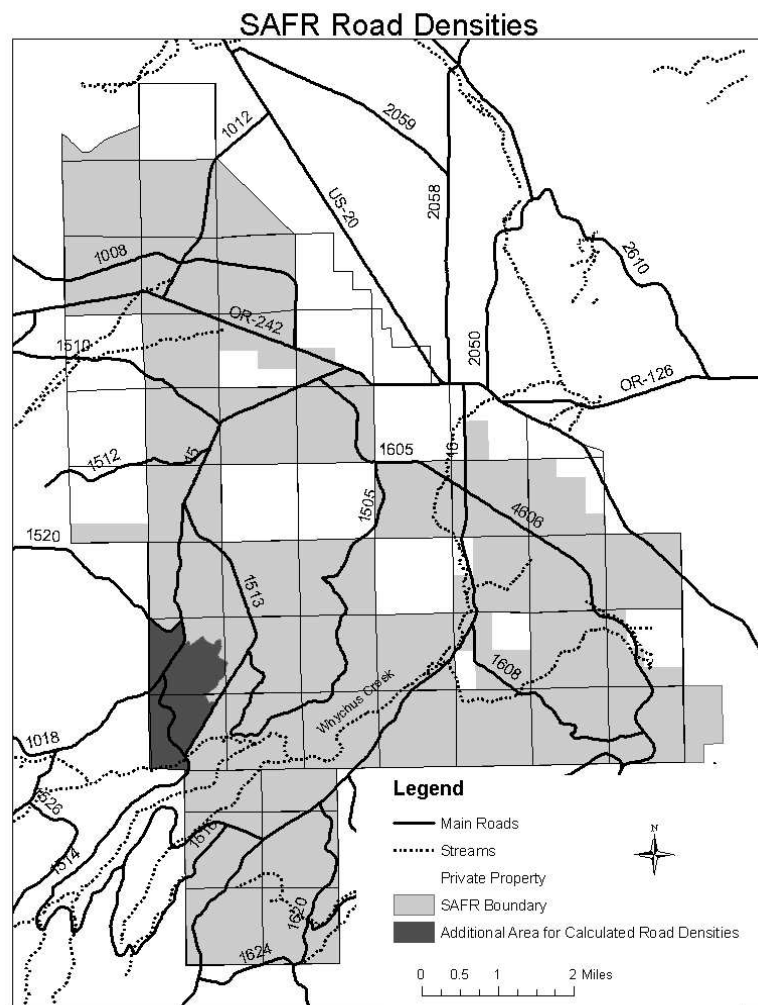 SAFR Road Densities
1012
2059
US-20
2058
2610
1008
OR-242
1510
2050
OR-126
1512
15
1605
16
1505
4606
1520
1513
1608
Whychus Creek
1018
1526
1514
1516
1620
1624
Legend
Main Roads
Streams
Private Property
SAFR Boundary
Additional Area for Calculated Road Densities
N
0 0.5 1 2 Miles